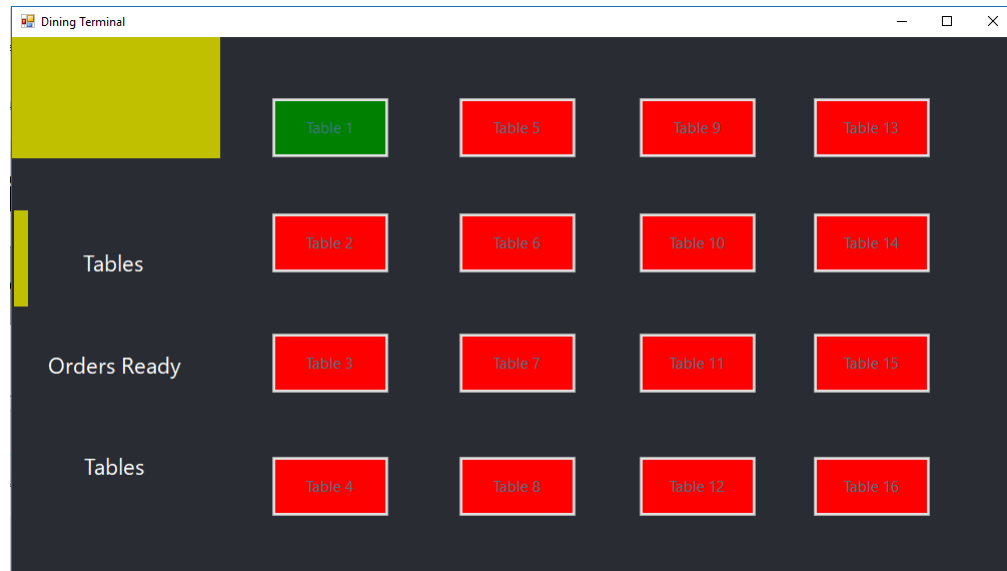 Dining Terminal
Table 1
Table 5
Table 9
Table 13
Table 2
Table 6
Table 10
Table 14
Tables
Table 3
Table 7
Table 11
Table 15
Orders Ready
Tables
Table 4
Table 8
Table 12
Table 16